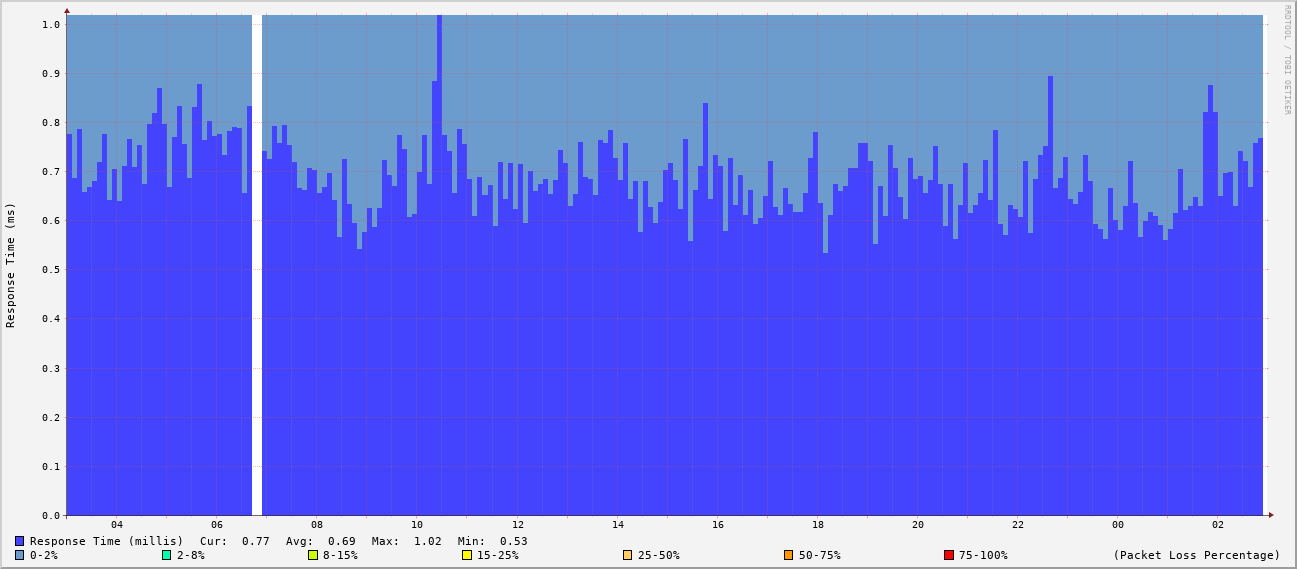 RRDTOOL / TOBI OETIKER
Response Time (ms)
1.0
0.9
0.8
0.7
0.6
0.5
0.4
0.3
0.2
0.1
0.0
04 06 08 10 12 14 16 18 20 22 00 02
Response Time (millis) Cur: 0.77 Avg: 0.69 Max: 1.02 Min: 0.53
0-2% 2-8% 8-15% 15-25% 25-50% 50-75% 75-100% (Packet Loss Percentage)